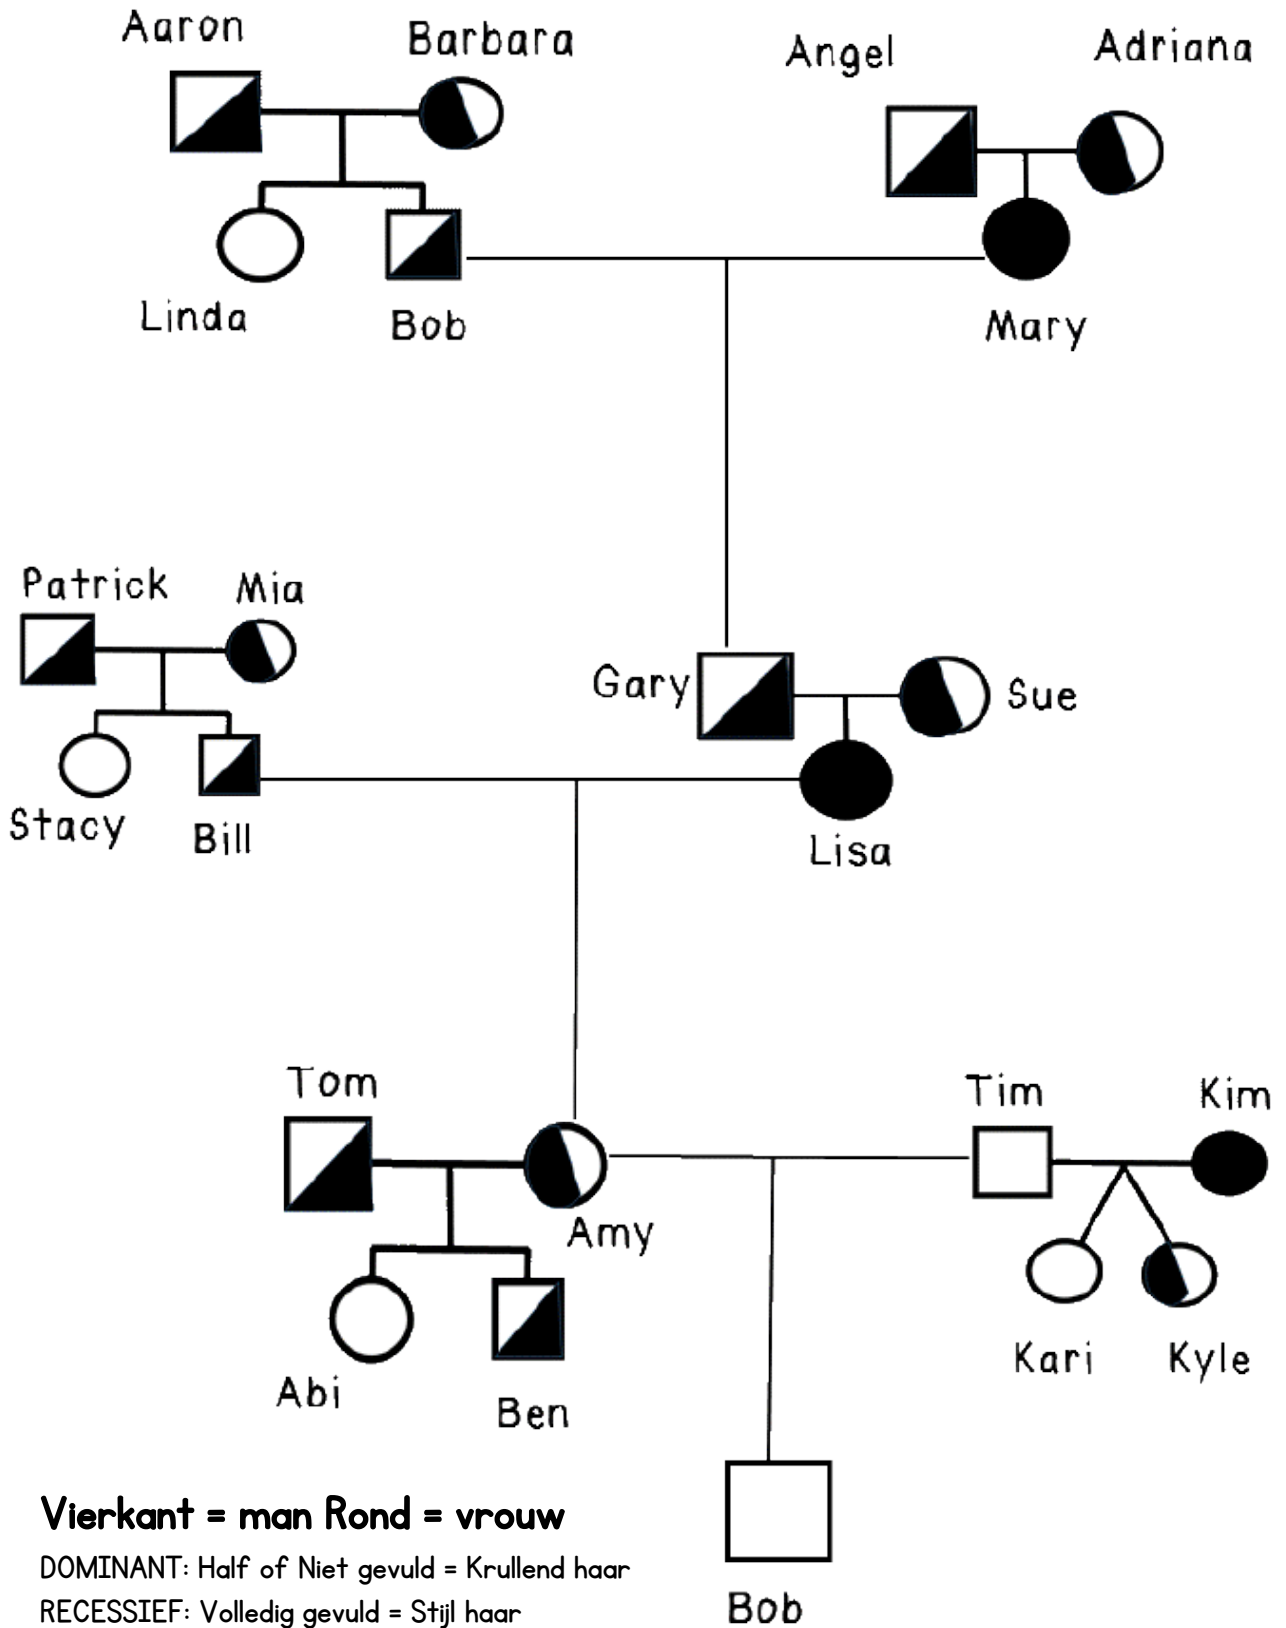 Aaron
Barbara
Angel
Adriana
Linda
Bob
Mary
Patrick
Mia
Gary
Sue
Stacy
Bill
Lisa
Tom
Tim
Kim
Amy
Kari
Kyle
Abi
Ben
Vierkant = man Rond = vrouw
DOMINANT: Half of Niet gevuld = Krullend haar
RECESSIEF: Volledig gevuld = Stijl haar
Bob